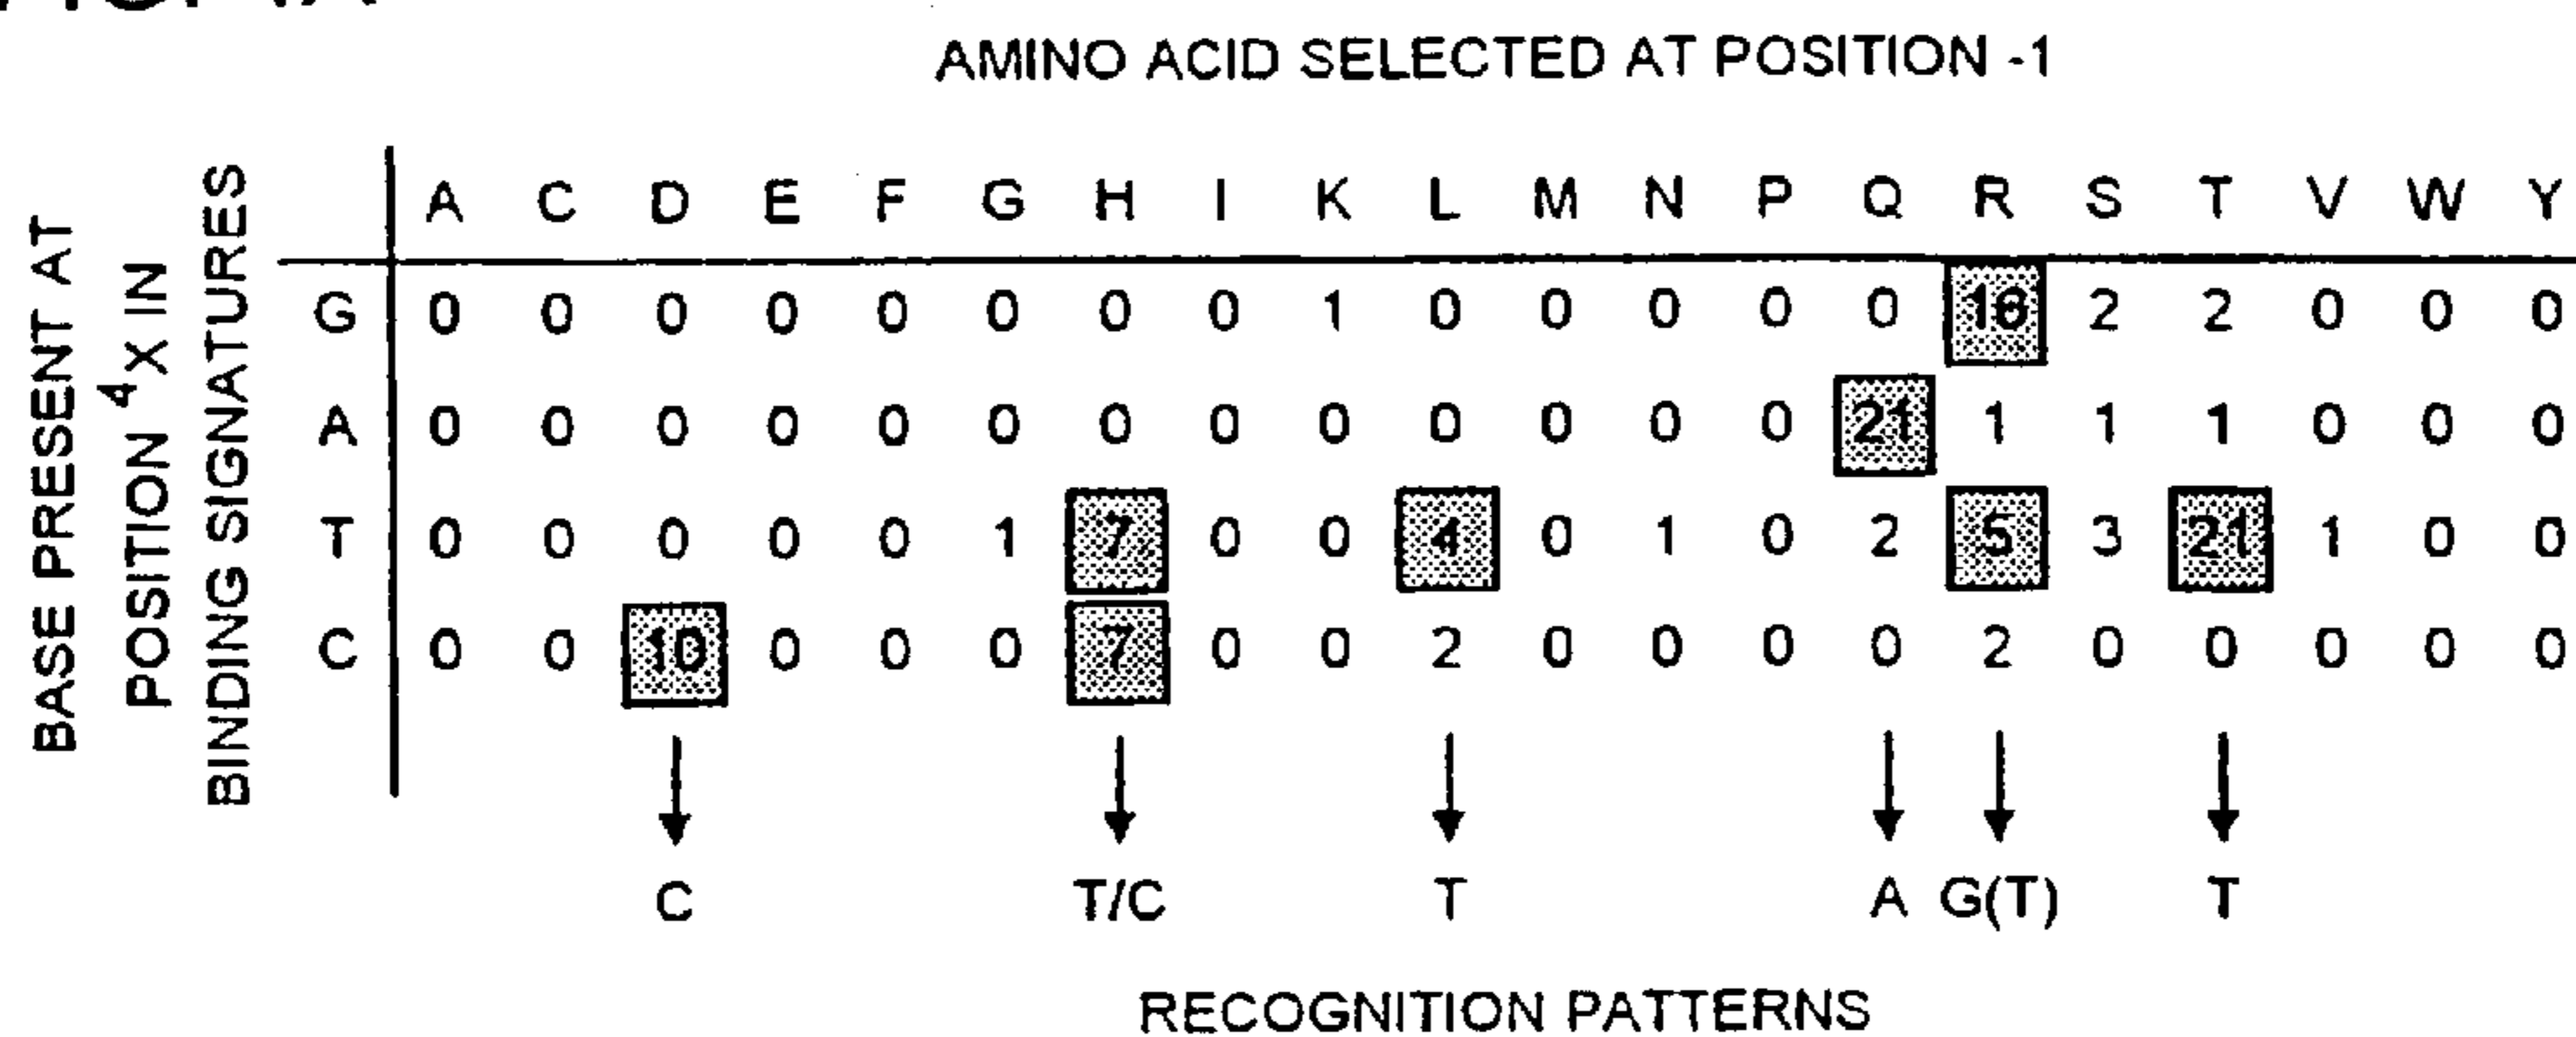 AMINO ACID SELECTED AT POSITION -1
BASE PRESENT AT
POSITION 4X IN
BINDING SIGNATURES
A C D E F G H I K L M N P Q R S T V W Y
G 0 0 0 0 0 0 0 0 1 0 0 0 0 0 16 2 2 0 0 0
A 0 0 0 0 0 0 0 0 0 0 0 0 0 21 1 1 1 0 0 0
T 0 0 0 0 0 1 7 0 0 4 0 1 0 2 5 3 21 1 0 0
C 0 0 10 0 0 0 7 0 0 2 0 0 0 0 2 0 0 0 0 0
C T/C T A G(T) T
RECOGNITION PATTERNS